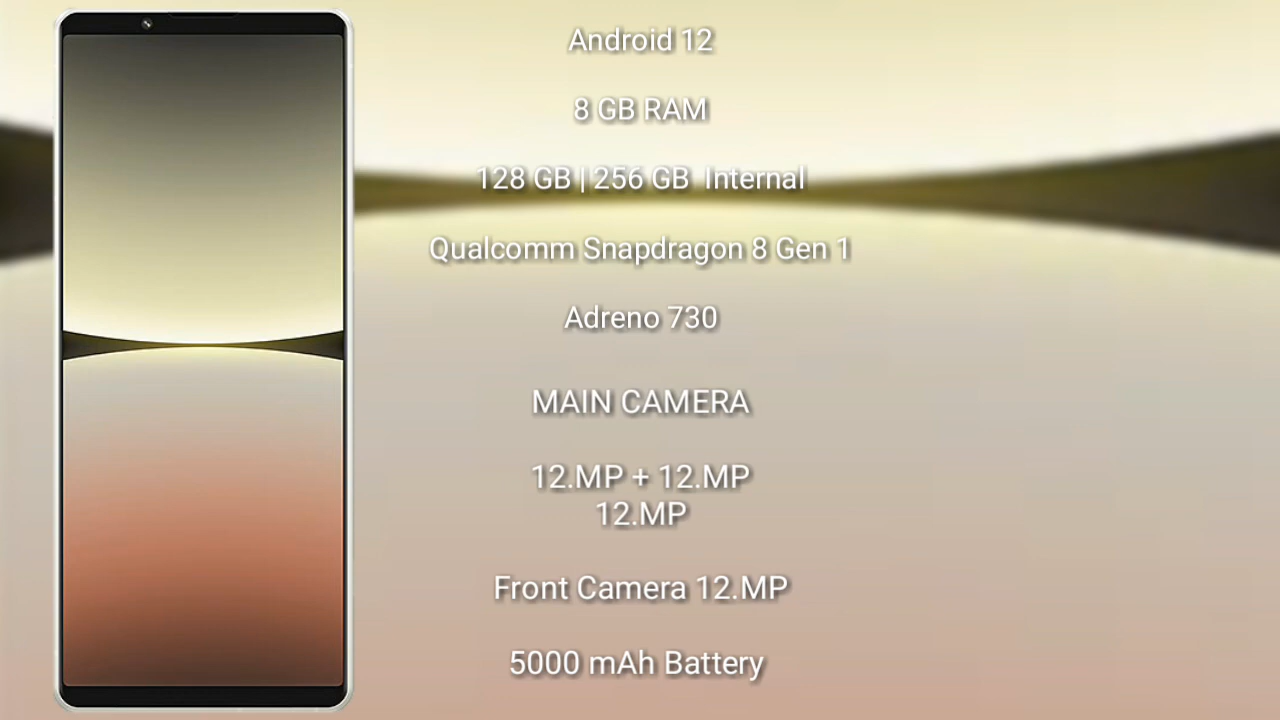 Android 12
8 GB RAM
128 GB | 256 GB Internal
Qualcomm Snapdragon 8 Gen 1
Adreno 730
MAIN CAMERA
12.MP + 12.MP
12.MP
Front Camera 12.MP
5000 mAh Battery